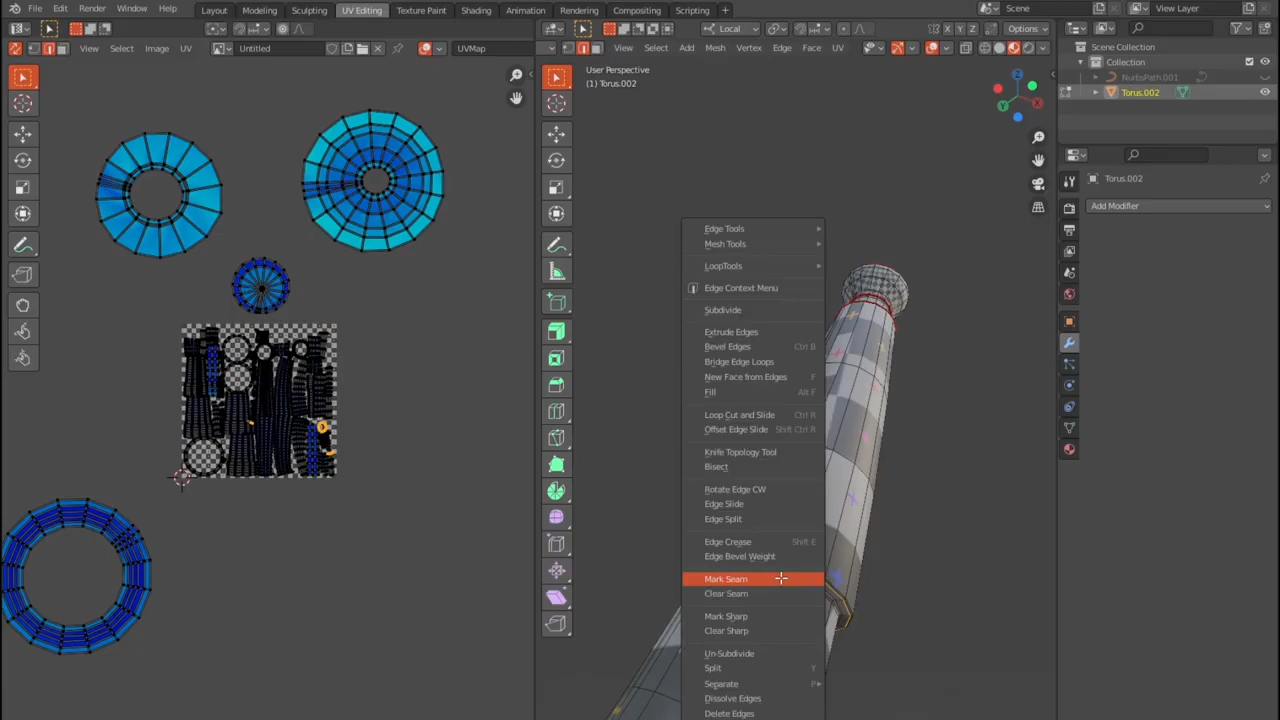 File Edit Render Window Help Layout Modeling Sculpting UV Editing Texture Paint Shading Animation Rendering Compositing Scripting + Scene View Layer
Local Options
View Select Image UV Untitled UVMap View Select Add Mesh Vertex Edge Face UV
Scene Collection
Collection
NurbsPath.001
Torus.002
User Perspective
(1) Torus.002
X
Y
Z
Torus.002
Add Modifier
Edge Tools
Mesh Tools
LoopTools
Edge Context Menu
Subdivide
Extrude Edges
Bevel Edges Ctrl B
Bridge Edge Loops
New Face from Edges F
Fill Alt F
Loop Cut and Slide Ctrl R
Offset Edge Slide Shift Ctrl R
Knife Topology Tool
Bisect
Rotate Edge CW
Edge Slide
Edge Split
Edge Crease Shift E
Edge Bevel Weight
Mark Seam
Clear Seam
Mark Sharp
Clear Sharp
Un-Subdivide
Split Y
Separate P
Dissolve Edges
Delete Edges